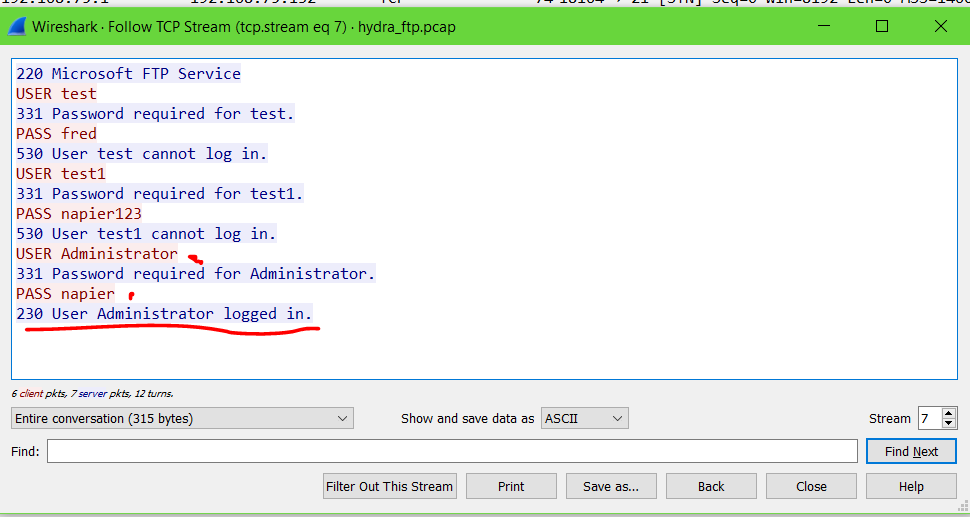 Wireshark · Follow TCP Stream (tcp.stream eq 7) · hydra_ftp.pcap
220 Microsoft FTP Service
USER test
331 Password required for test.
PASS fred
530 User test cannot log in.
USER test1
331 Password required for test1.
PASS napier123
530 User test1 cannot log in.
USER Administrator
331 Password required for Administrator.
PASS napier
230 User Administrator logged in.
6 client pkts, 7 server pkts, 12 turns.
Entire conversation (315 bytes) Show and save data as ASCII Stream 7
Find: Find Next
Filter Out This Stream Print Save as... Back Close Help